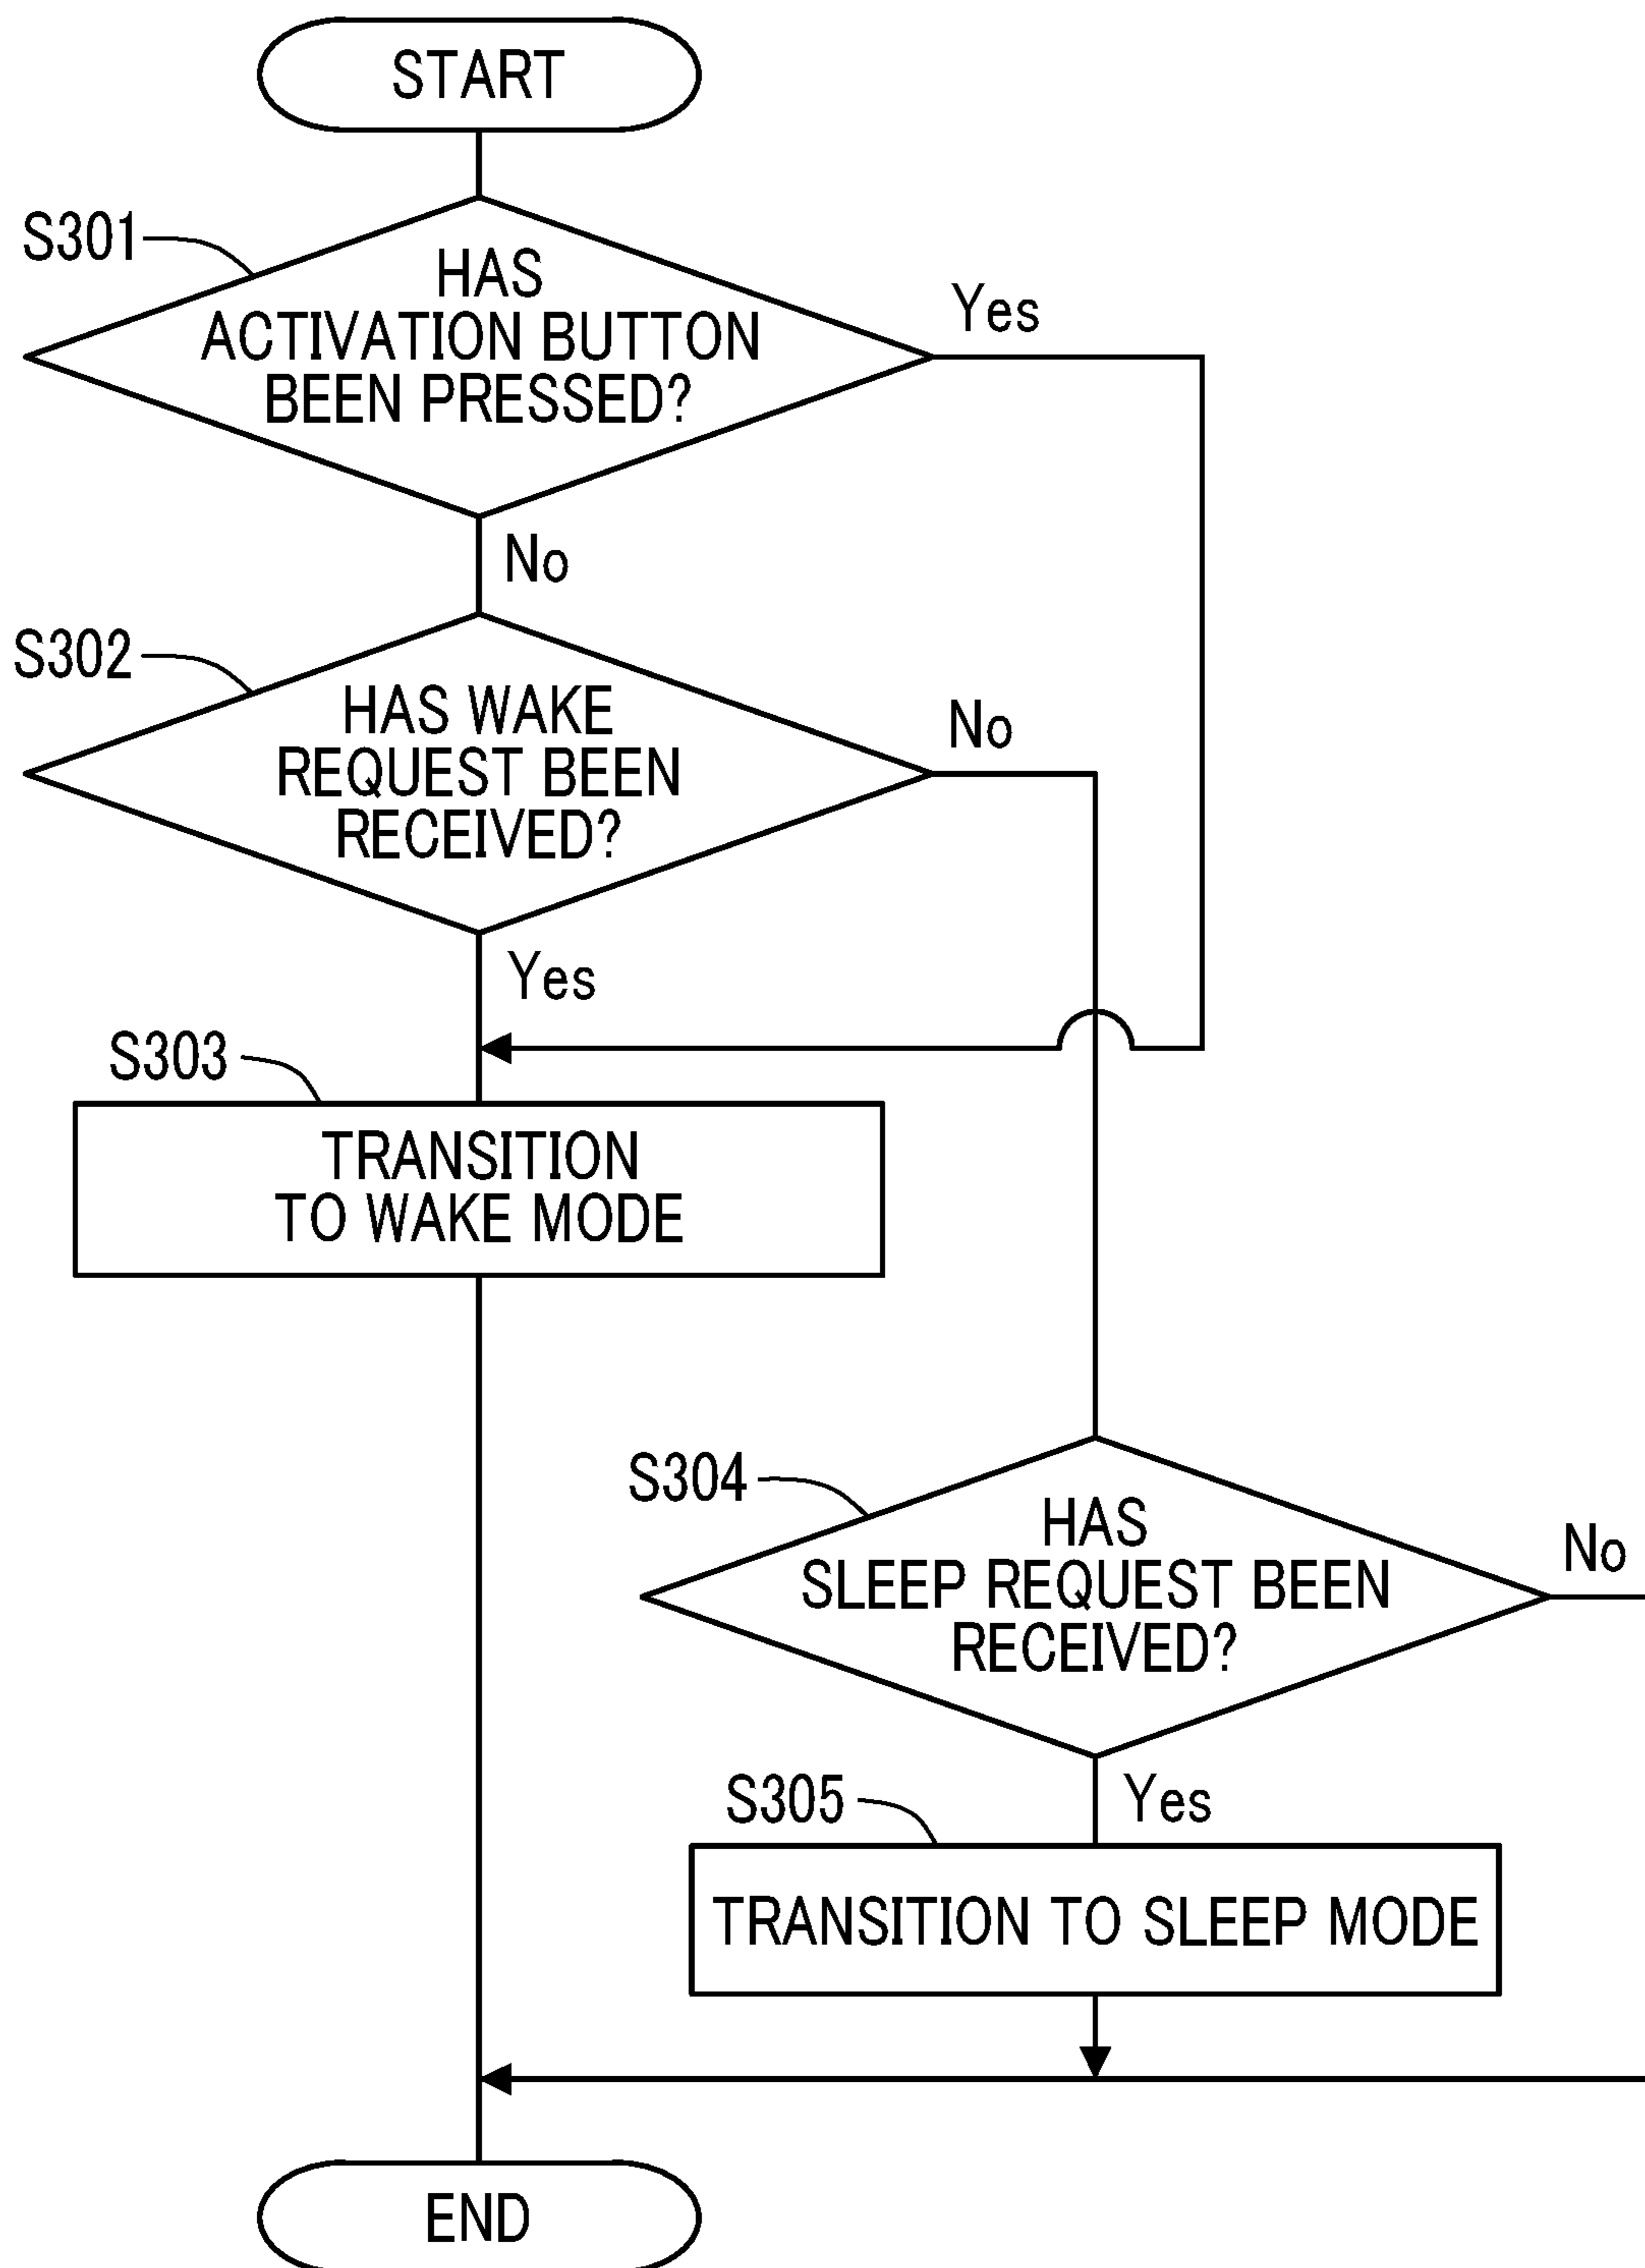 START
S301
HAS
ACTIVATION BUTTON
BEEN PRESSED?
Yes
No
S302
HAS WAKE
REQUEST BEEN
RECEIVED?
No
Yes
S303
TRANSITION
TO WAKE MODE
S304
HAS
SLEEP REQUEST BEEN
RECEIVED?
No
Yes
S305
TRANSITION TO SLEEP MODE
END